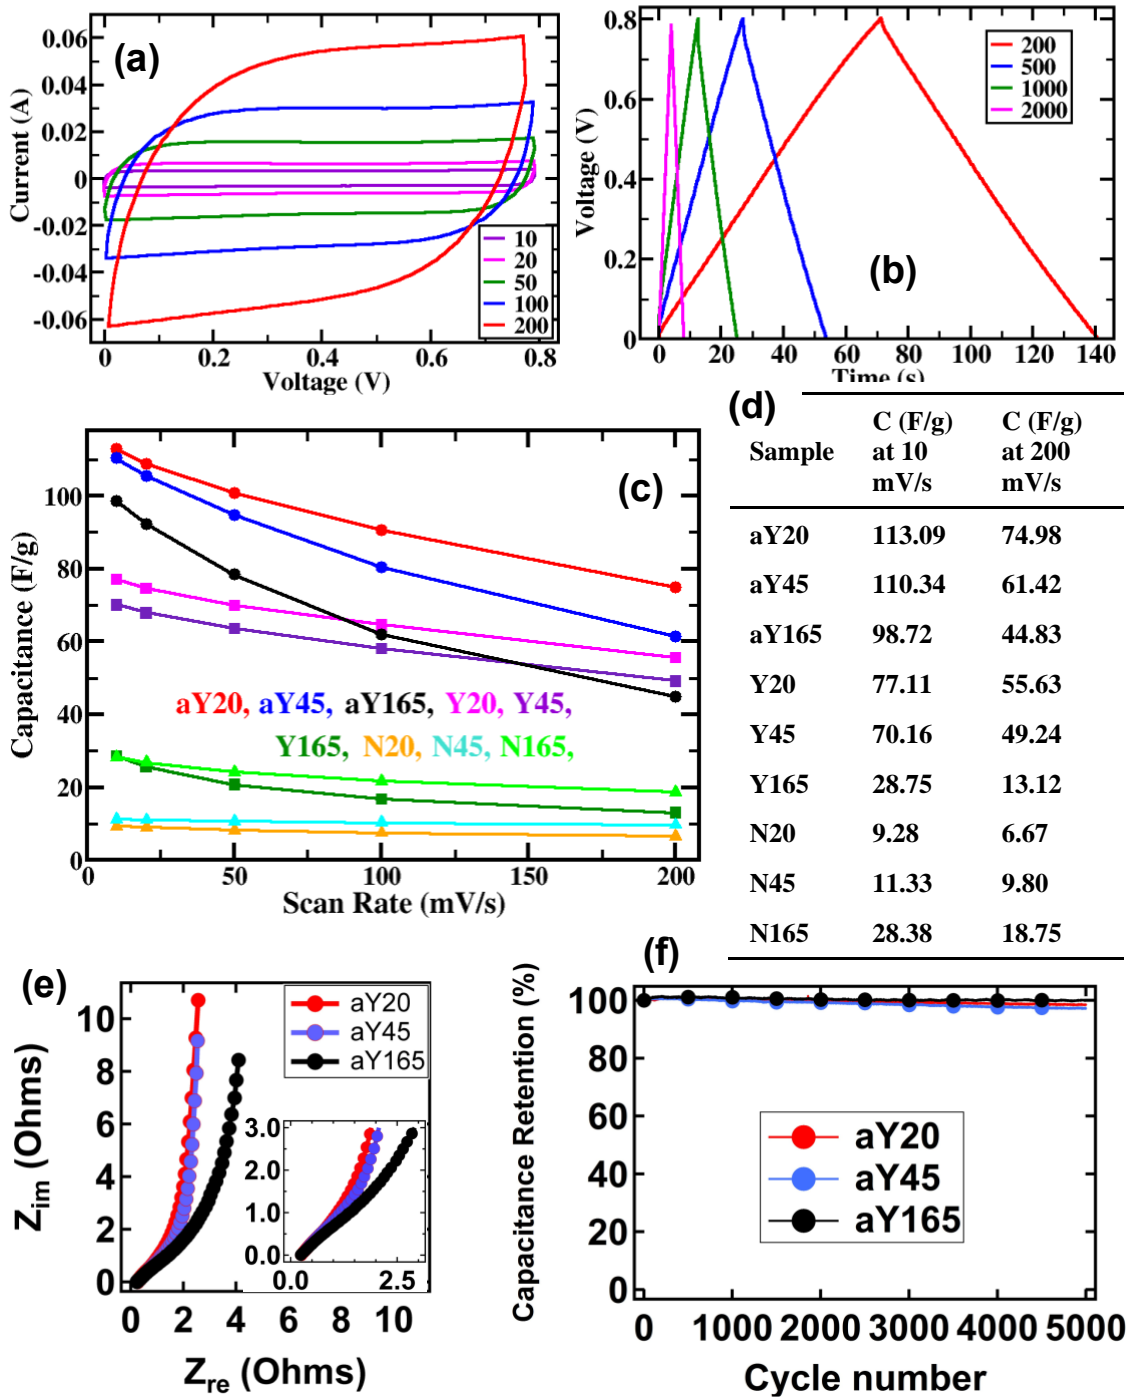 (a)
Current (A)
0.06
0.04
0.02
0
-0.02
-0.04
-0.06
10
20
50
100
200
0 0.2 0.4 0.6 0.8
Voltage (V)
(b)
Voltage (V)
0.8
0.6
0.4
0.2
0
200
500
1000
2000
0 20 40 60 80 100 120 140
Time (s)
(c)
Capacitance (F/g)
100
80
60
40
20
0
aY20, aY45, aY165, Y20, Y45,
Y165, N20, N45, N165,
0 50 100 150 200
Scan Rate (mV/s)
(d)
Sample C (F/g) at 10 mV/s C (F/g) at 200 mV/s
aY20 113.09 74.98
aY45 110.34 61.42
aY165 98.72 44.83
Y20 77.11 55.63
Y45 70.16 49.24
Y165 28.75 13.12
N20 9.28 6.67
N45 11.33 9.80
N165 28.38 18.75
(e)
Zim (Ohms)
10
8
6
4
2
0
aY20
aY45
aY165
3.0
2.0
1.0
0.0
0.0 2.5
0 2 4 6 8 10
Zre (Ohms)
(f)
Capacitance Retention (%)
100
80
60
40
20
0
aY20
aY45
aY165
0 1000 2000 3000 4000 5000
Cycle number